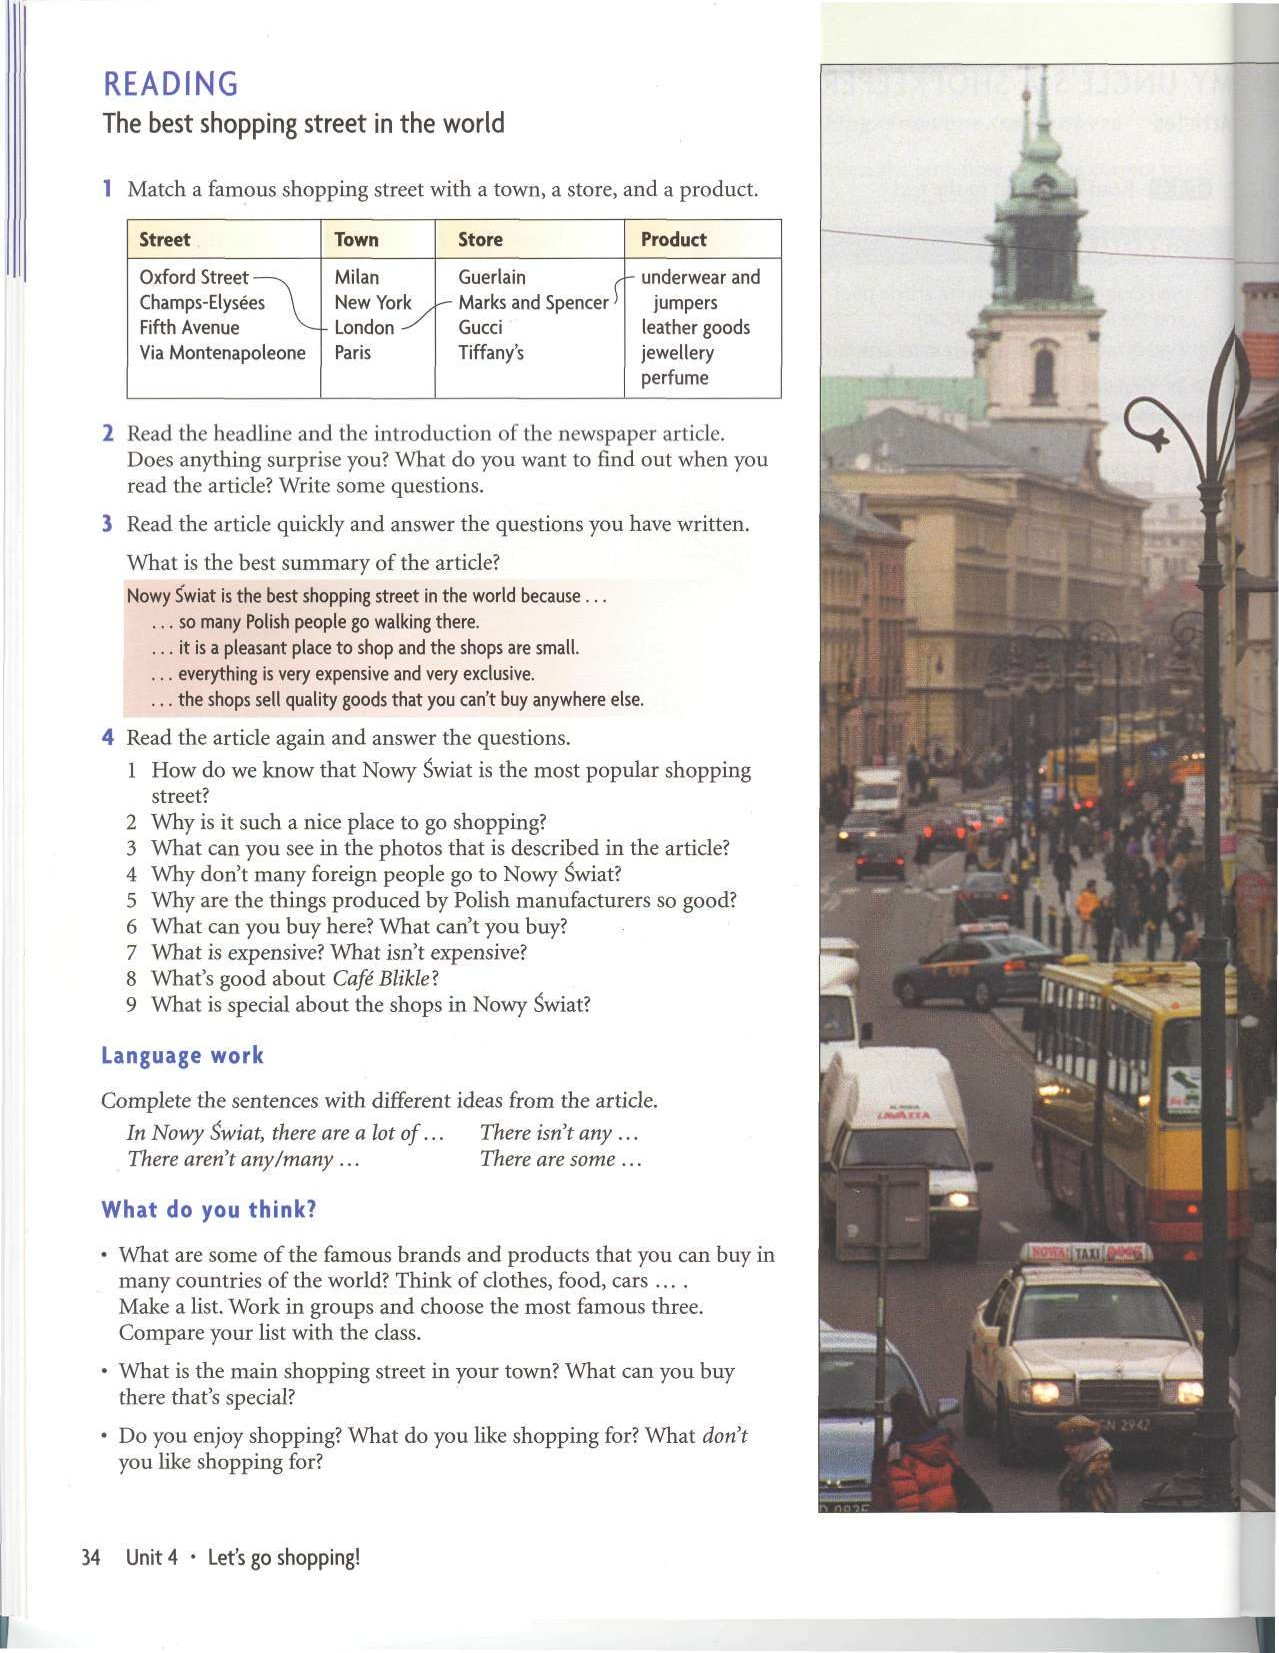 READING
The best shopping street in the world
1 Match a famous shopping street with a town, a store, and a product.
Street Town Store Product
Oxford Street Milan Guerlain underwear and
Champs-Elysées New York Marks and Spencer jumpers
Fifth Avenue London Gucci leather goods
Via Montenapoleone Paris Tiffany's jewellery
perfume
2 Read the headline and the introduction of the newspaper article.
Does anything surprise you? What do you want to find out when you
read the article? Write some questions.
3 Read the article quickly and answer the questions you have written.
What is the best summary of the article?
Nowy Świat is the best shopping street in the world because ...
... so many Polish people go walking there.
... it is a pleasant place to shop and the shops are small.
... everything is very expensive and very exclusive.
... the shops sell quality goods that you can't buy anywhere else.
4 Read the article again and answer the questions.
1 How do we know that Nowy Świat is the most popular shopping
street?
2 Why is it such a nice place to go shopping?
3 What can you see in the photos that is described in the article?
4 Why don't many foreign people go to Nowy Świat?
5 Why are the things produced by Polish manufacturers so good?
6 What can you buy here? What can't you buy?
7 What is expensive? What isn't expensive?
8 What's good about Café Blikle?
9 What is special about the shops in Nowy Świat?
Language work
Complete the sentences with different ideas from the article.
In Nowy Świat, there are a lot of ... There isn't any ...
There aren't any/many ... There are some ...
What do you think?
• What are some of the famous brands and products that you can buy in
many countries of the world? Think of clothes, food, cars ... .
Make a list. Work in groups and choose the most famous three.
Compare your list with the class.
• What is the main shopping street in your town? What can you buy
there that's special?
• Do you enjoy shopping? What do you like shopping for? What don't
you like shopping for?
34 Unit 4 • Let's go shopping!
LAVAZZA
NOWA! TAXI